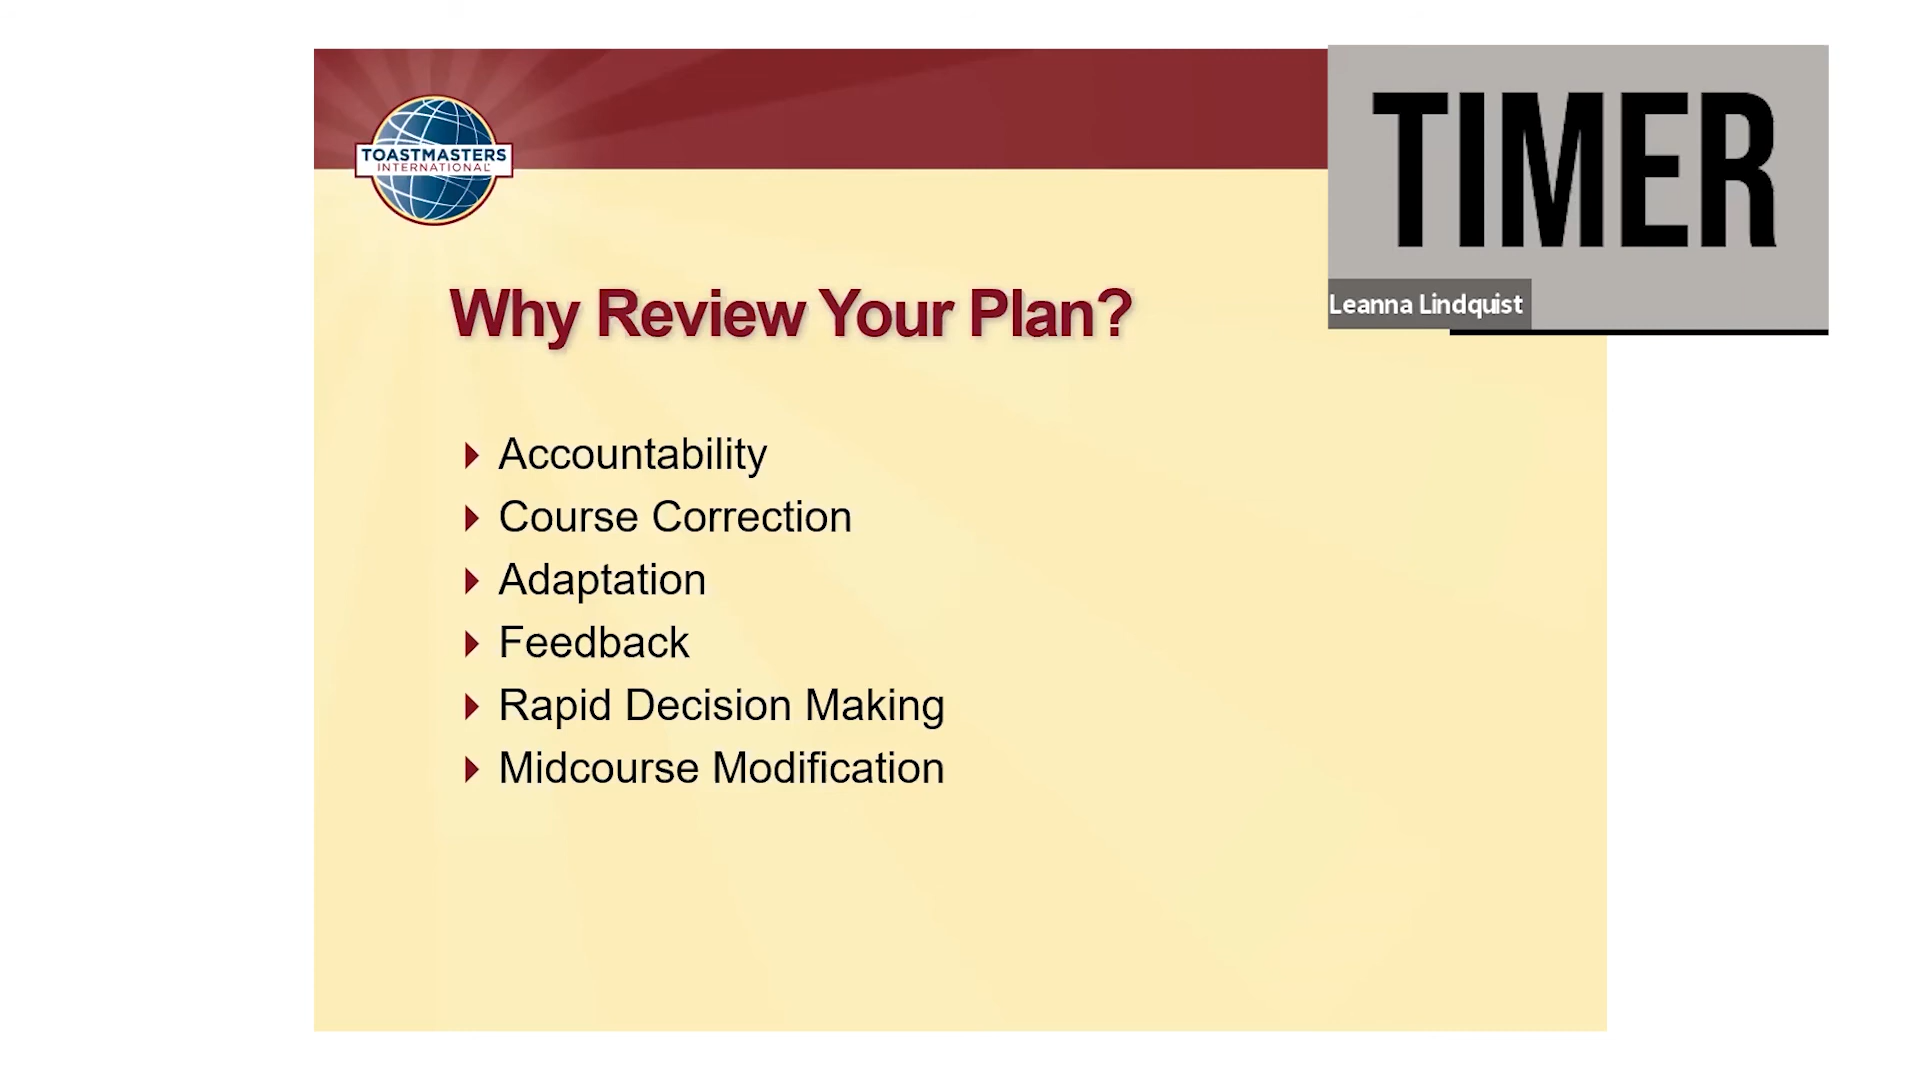 TOASTMASTERS
INTERNATIONAL
TIMER
Leanna Lindquist
Why Review Your Plan?
Accountability
Course Correction
Adaptation
Feedback
Rapid Decision Making
Midcourse Modification